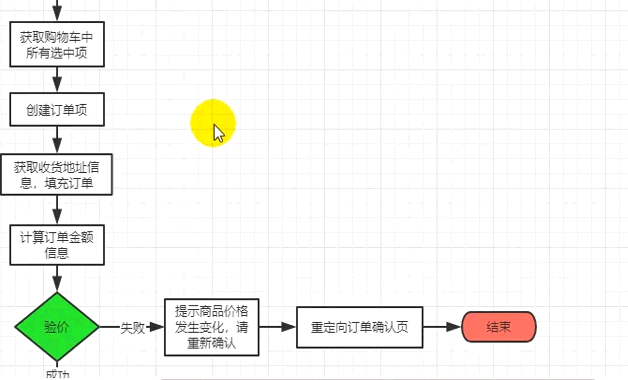 获取购物车中
所有选中项
创建订单项
获取收货地址信
息，填充订单
计算订单金额
信息
验价
失败
提示商品价格
发生变化，请
重新确认
重定向订单确认页
结束
成功